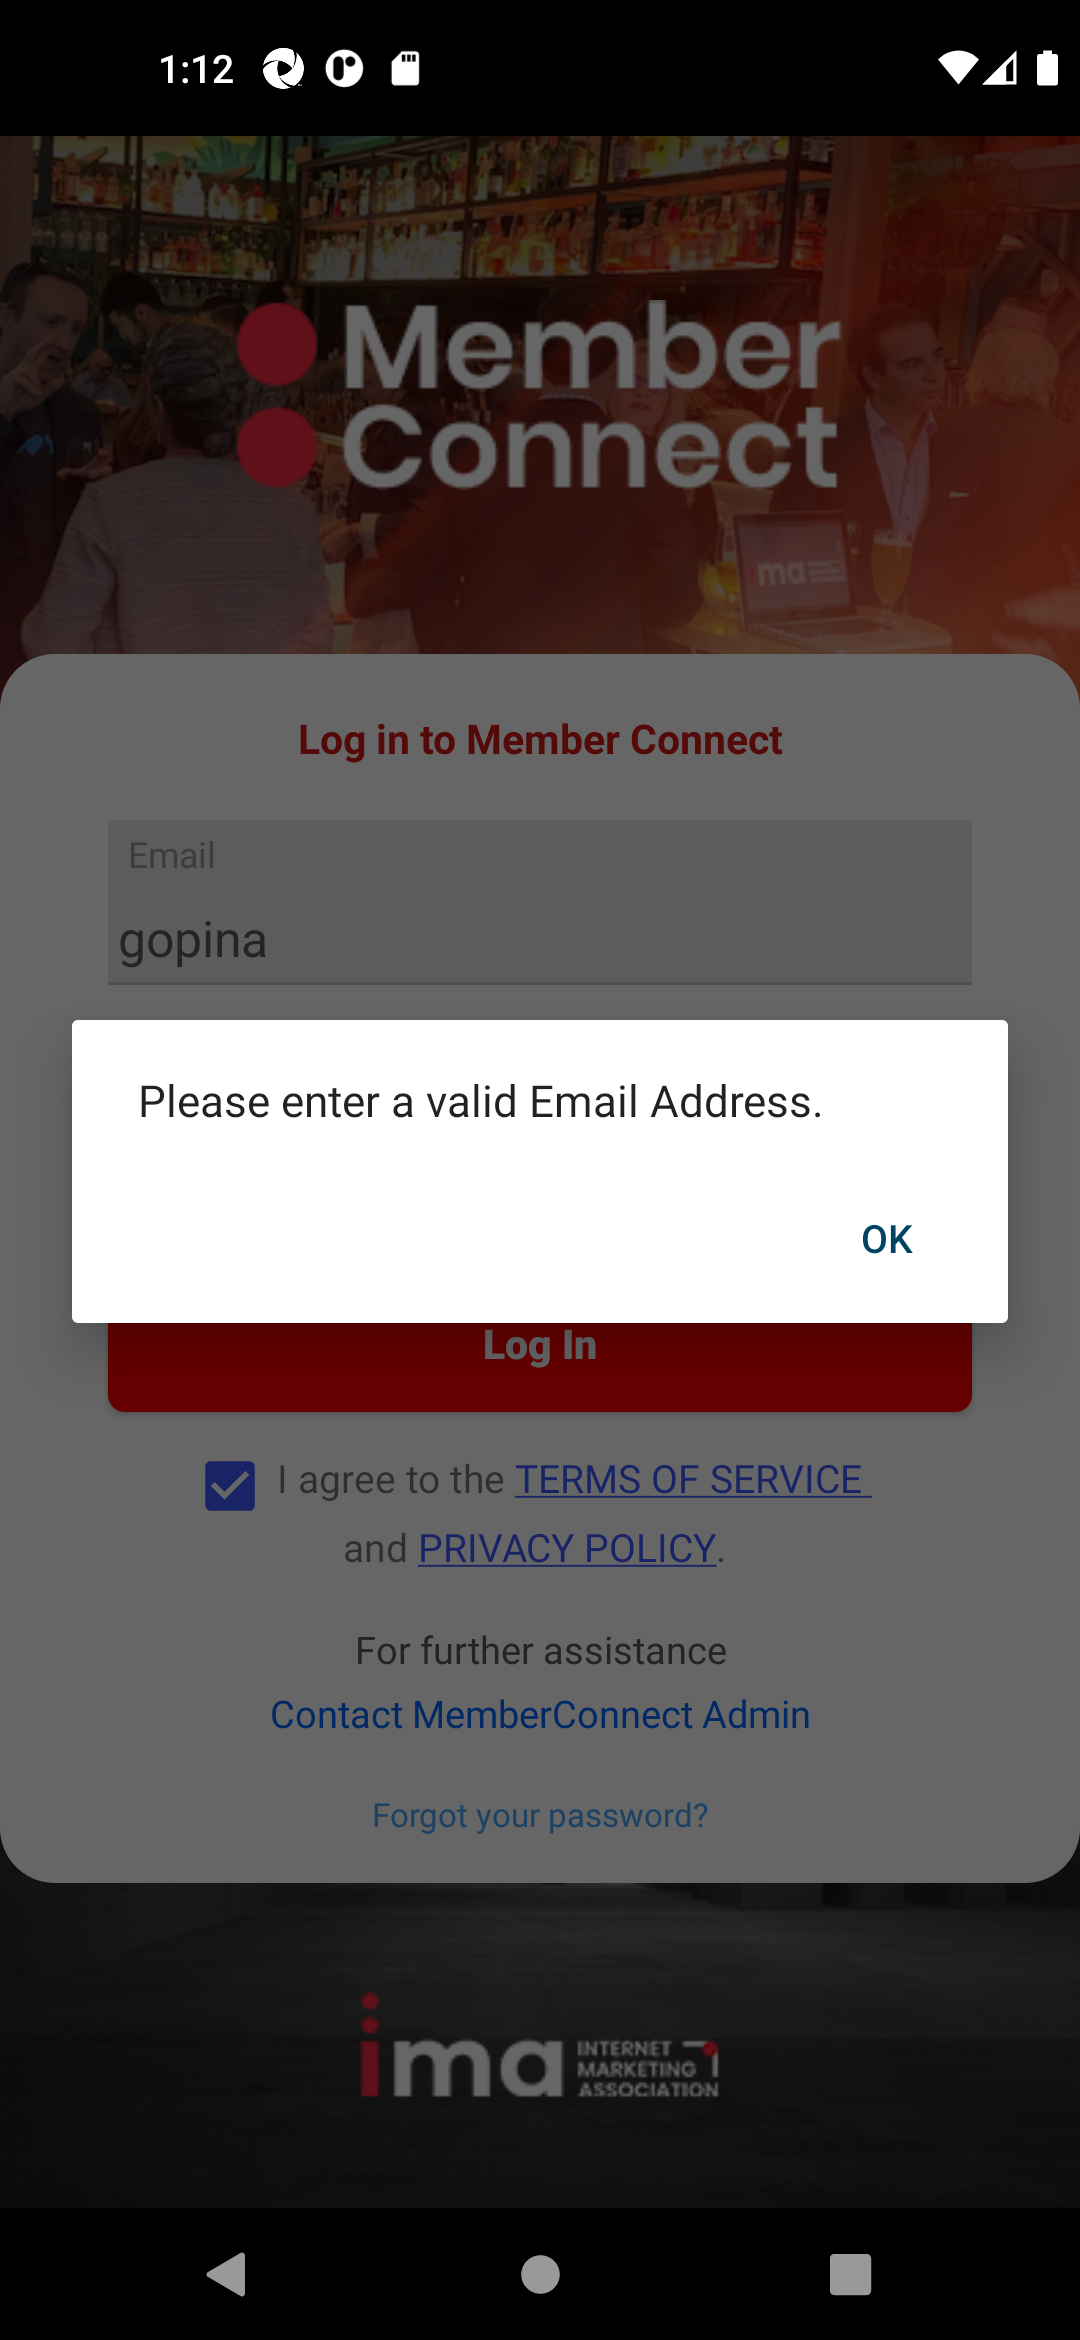 1:12
Member
Connect
ima
Log in to Member Connect
Email
gopina
Please enter a valid Email Address.
OK
Log In
I agree to the TERMS OF SERVICE
and PRIVACY POLICY.
For further assistance
Contact MemberConnect Admin
Forgot your password?
ima INTERNET
MARKETING
ASSOCIATION